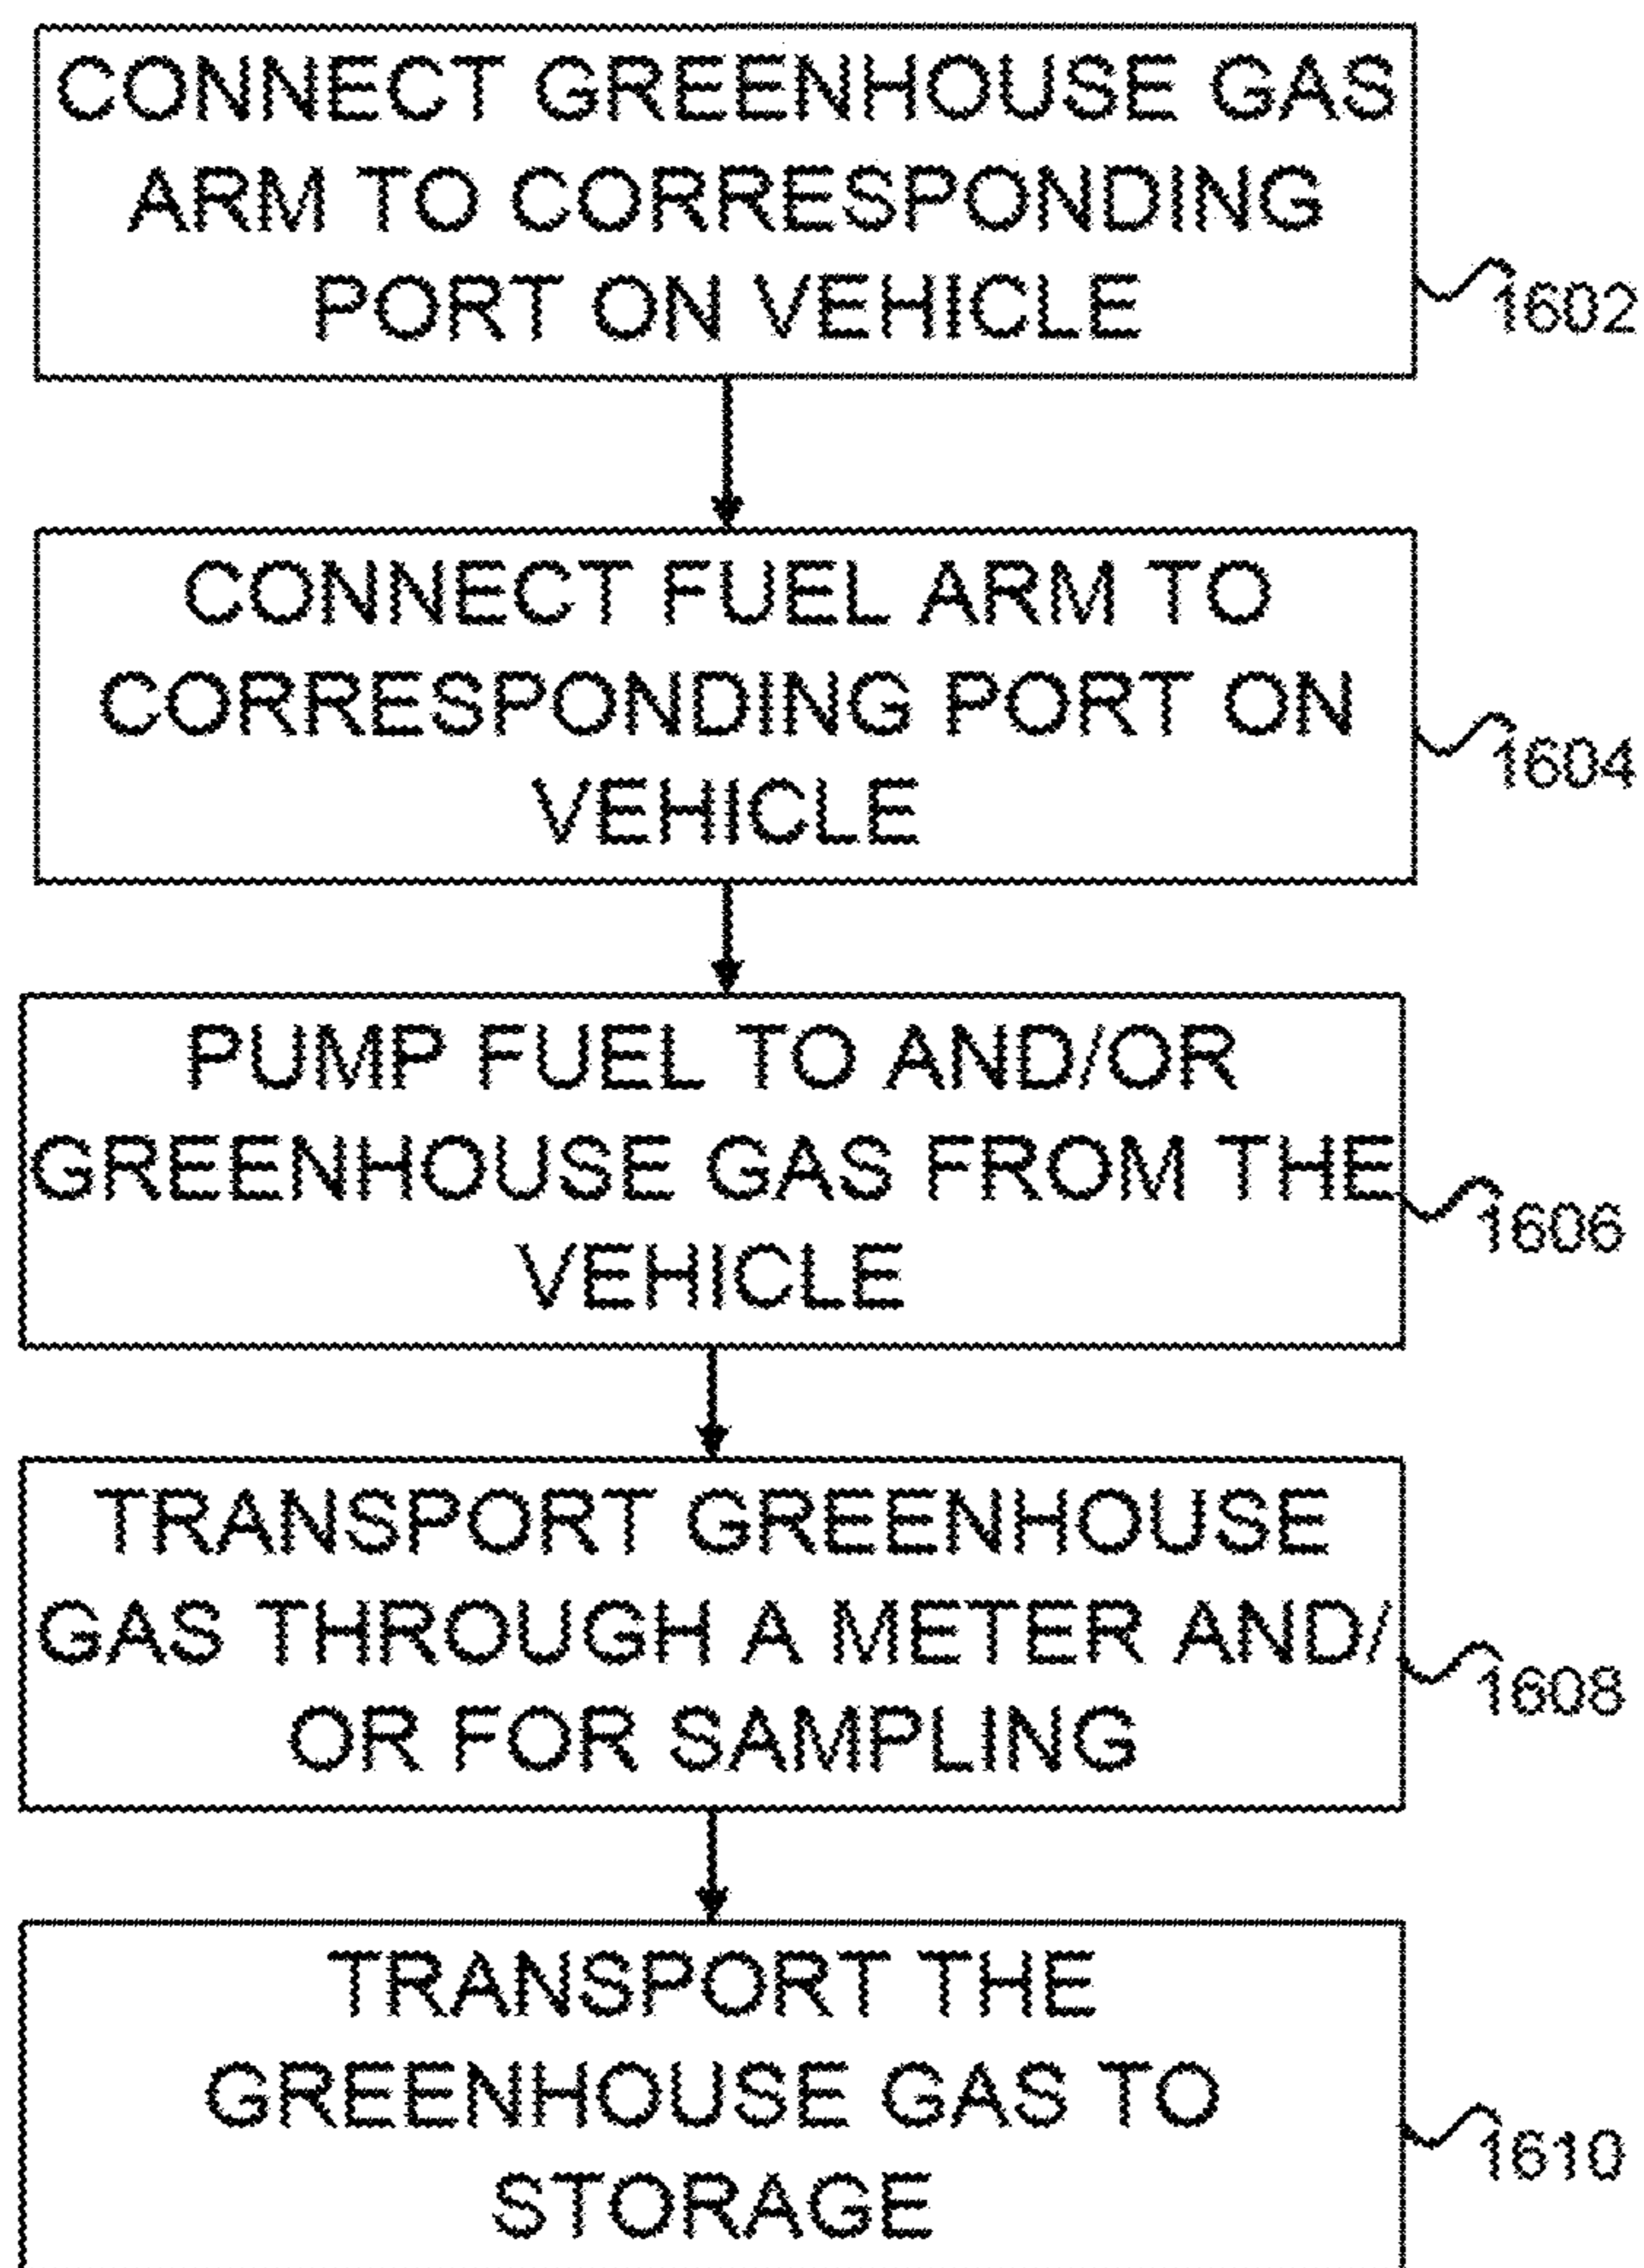 CONNECT GREENHOUSE GAS
ARM TO CORRESPONDING
PORT ON VEHICLE
1602
CONNECT FUEL ARM TO
CORRESPONDING PORT ON
VEHICLE
1604
PUMP FUEL TO AND/OR
GREENHOUSE GAS FROM THE
VEHICLE
1606
TRANSPORT GREENHOUSE
GAS THROUGH A METER AND/
OR FOR SAMPLING
1608
TRANSPORT THE
GREENHOUSE GAS TO
STORAGE
1610